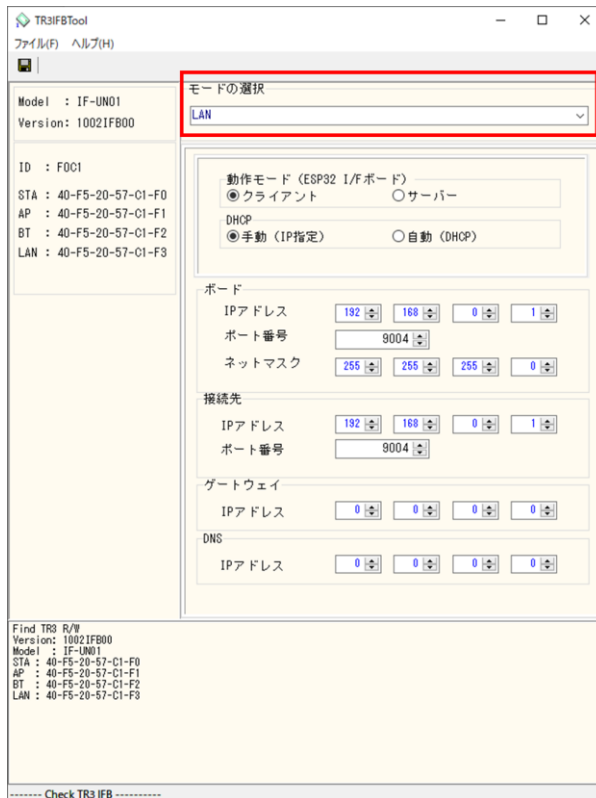 TR3IFBTool
ファイル(F) ヘルプ(H)
Model : IF-UN01
Version: 1002IFB00
ID : F0C1
STA : 40-F5-20-57-C1-F0
AP : 40-F5-20-57-C1-F1
BT : 40-F5-20-57-C1-F2
LAN : 40-F5-20-57-C1-F3
モードの選択
LAN
動作モード（ESP32 I/Fボード）
クライアント サーバー
DHCP
手動（IP指定） 自動（DHCP）
ボード
IPアドレス 192 168 0 1
ポート番号 9004
ネットマスク 255 255 255 0
接続先
IPアドレス 192 168 0 1
ポート番号 9004
ゲートウェイ
IPアドレス 0 0 0 0
DNS
IPアドレス 0 0 0 0
Find TR3 R/W
Version: 1002IFB00
Model : IF-UN01
STA : 40-F5-20-57-C1-F0
AP : 40-F5-20-57-C1-F1
BT : 40-F5-20-57-C1-F2
LAN : 40-F5-20-57-C1-F3
------- Check TR3 IFB ----------